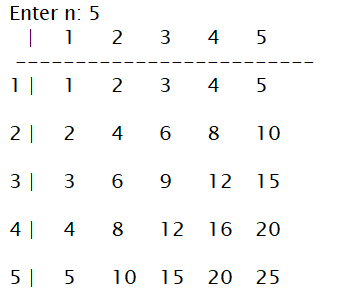 Enter n: 5
| 1 2 3 4 5
-------------------------
1 | 1 2 3 4 5
2 | 2 4 6 8 10
3 | 3 6 9 12 15
4 | 4 8 12 16 20
5 | 5 10 15 20 25